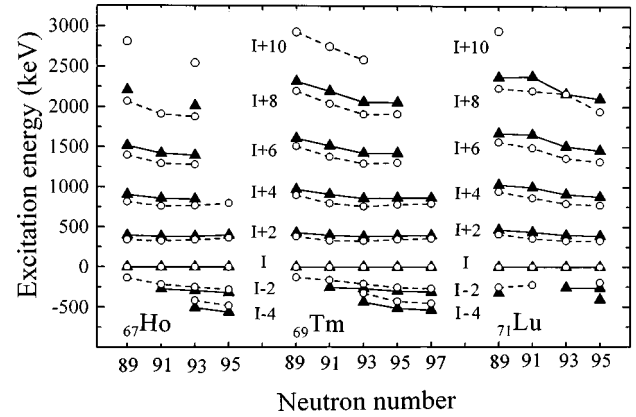 Excitation energy (keV)
3000
2500
2000
1500
1000
500
0
-500
I+10
I+8
I+6
I+4
I+2
I
I-2
I-4
I+10
I+8
I+6
I+4
I+2
I
I-2
I-4
67Ho
69Tm
71Lu
89 91 93 95
89 91 93 95 97
89 91 93 95
Neutron number